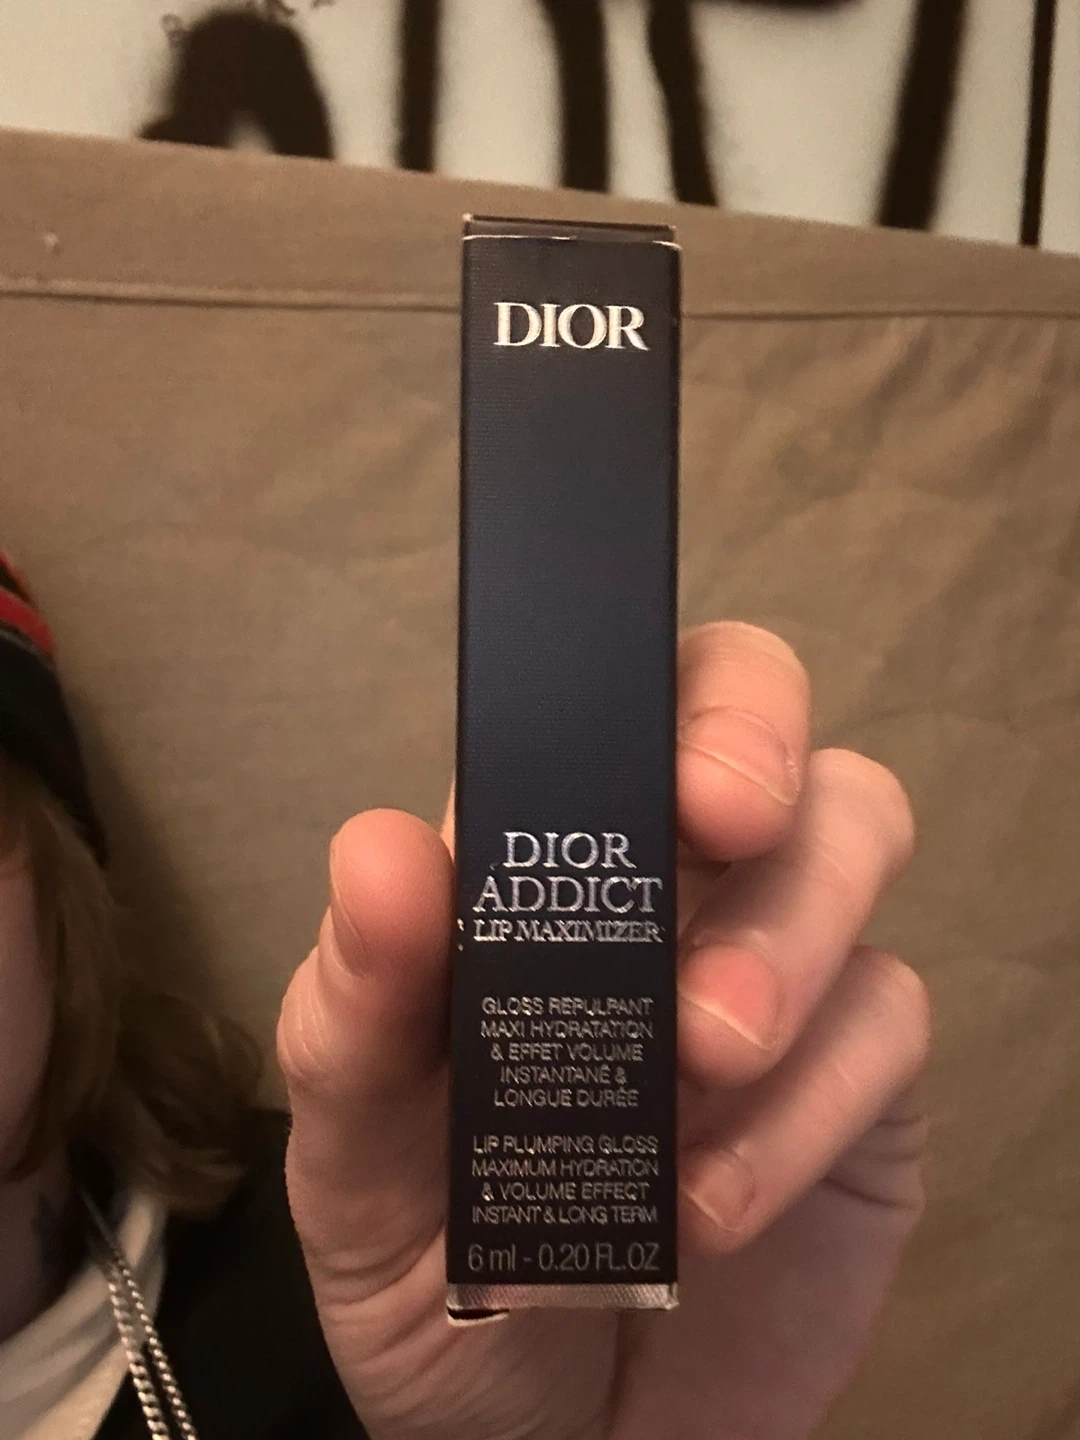 DIOR
DIOR
ADDICT
LIP MAXIMIZER
GLOSS REPULPANT
MAXI HYDRATATION
& EFFET VOLUME
INSTANTANÉ &
LONGUE DURÉE
LIP PLUMPING GLOSS
MAXIMUM HYDRATION
& VOLUME EFFECT
INSTANT & LONG TERM
6 ml - 0.20 FL.OZ